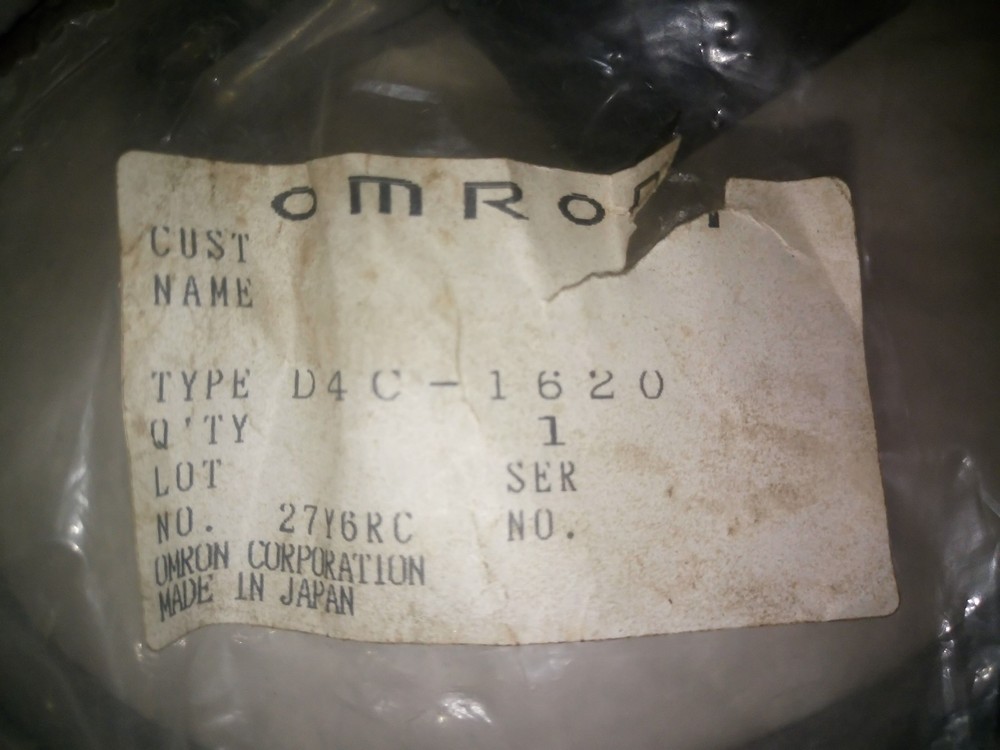 omRon
CUST
NAME
TYPE D4C-1620
Q'TY 1
LOT SER
NO. 27Y6RC NO.
OMRON CORPORATION
MADE IN JAPAN